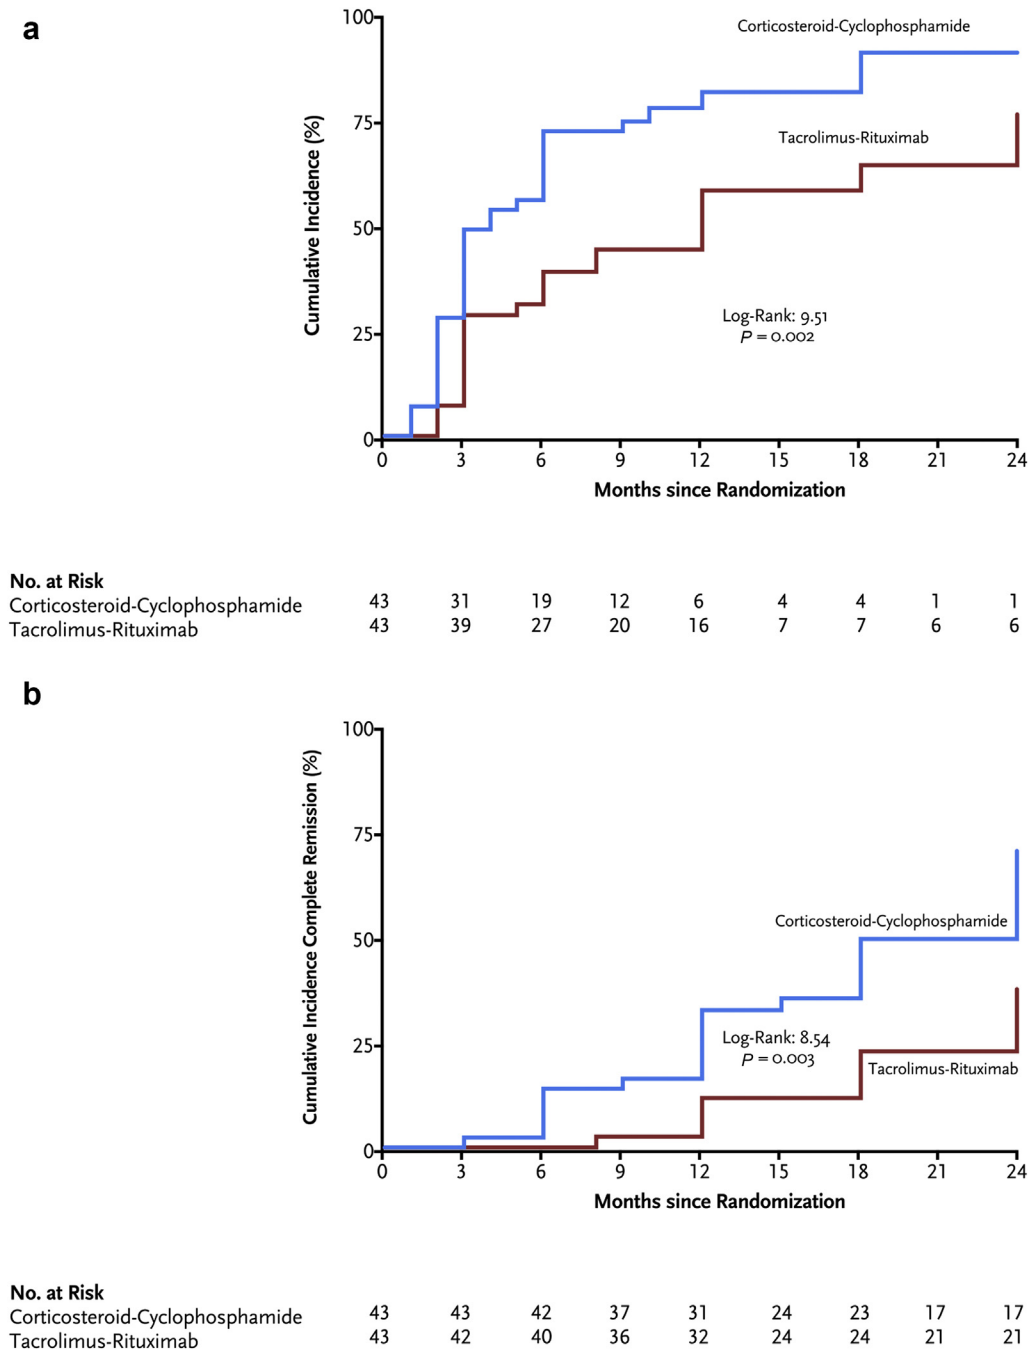 a
100
75
50
25
0
Cumulative Incidence (%)
Corticosteroid-Cyclophosphamide
Tacrolimus-Rituximab
Log-Rank: 9.51
P = 0.002
0 3 6 9 12 15 18 21 24
Months since Randomization
No. at Risk
Corticosteroid-Cyclophosphamide 43 31 19 12 6 4 4 1 1
Tacrolimus-Rituximab 43 39 27 20 16 7 7 6 6
b
100
75
50
25
0
Cumulative Incidence Complete Remission (%)
Corticosteroid-Cyclophosphamide
Log-Rank: 8.54
P = 0.003
Tacrolimus-Rituximab
0 3 6 9 12 15 18 21 24
Months since Randomization
No. at Risk
Corticosteroid-Cyclophosphamide 43 43 42 37 31 24 23 17 17
Tacrolimus-Rituximab 43 42 40 36 32 24 24 21 21